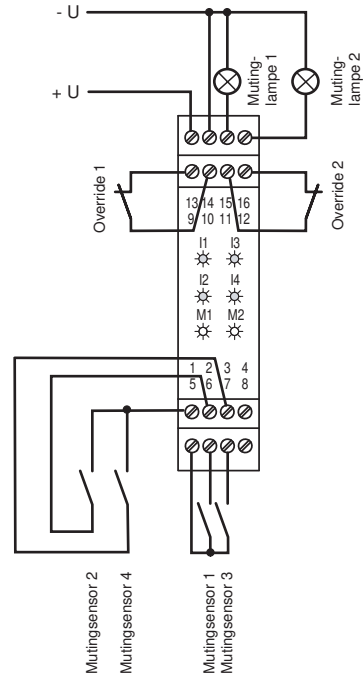 - U
+ U
Muting-
lampe 1
Muting-
lampe 2
Override 1
Override 2
13 14 15 16
9 10 11 12
I1 I3
I2 I4
M1 M2
1 2 3 4
5 6 7 8
Mutingsensor 2
Mutingsensor 4
Mutingsensor 1
Mutingsensor 3